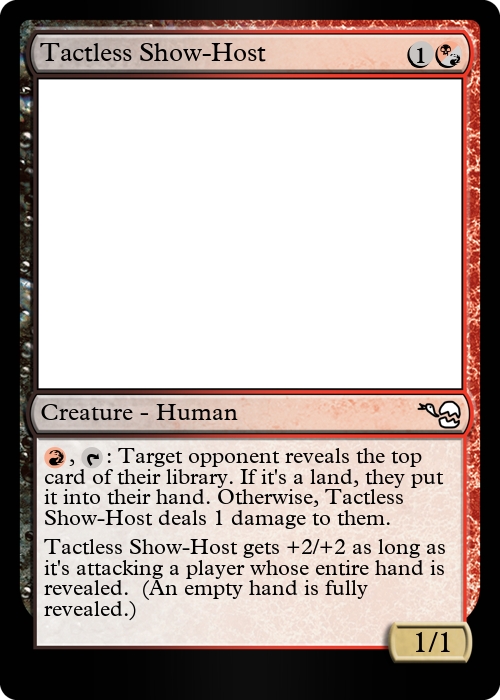 Tactless Show-Host 1
Creature - Human
, : Target opponent reveals the top
card of their library. If it's a land, they put
it into their hand. Otherwise, Tactless
Show-Host deals 1 damage to them.
Tactless Show-Host gets +2/+2 as long as
it's attacking a player whose entire hand is
revealed. (An empty hand is fully
revealed.)
1/1